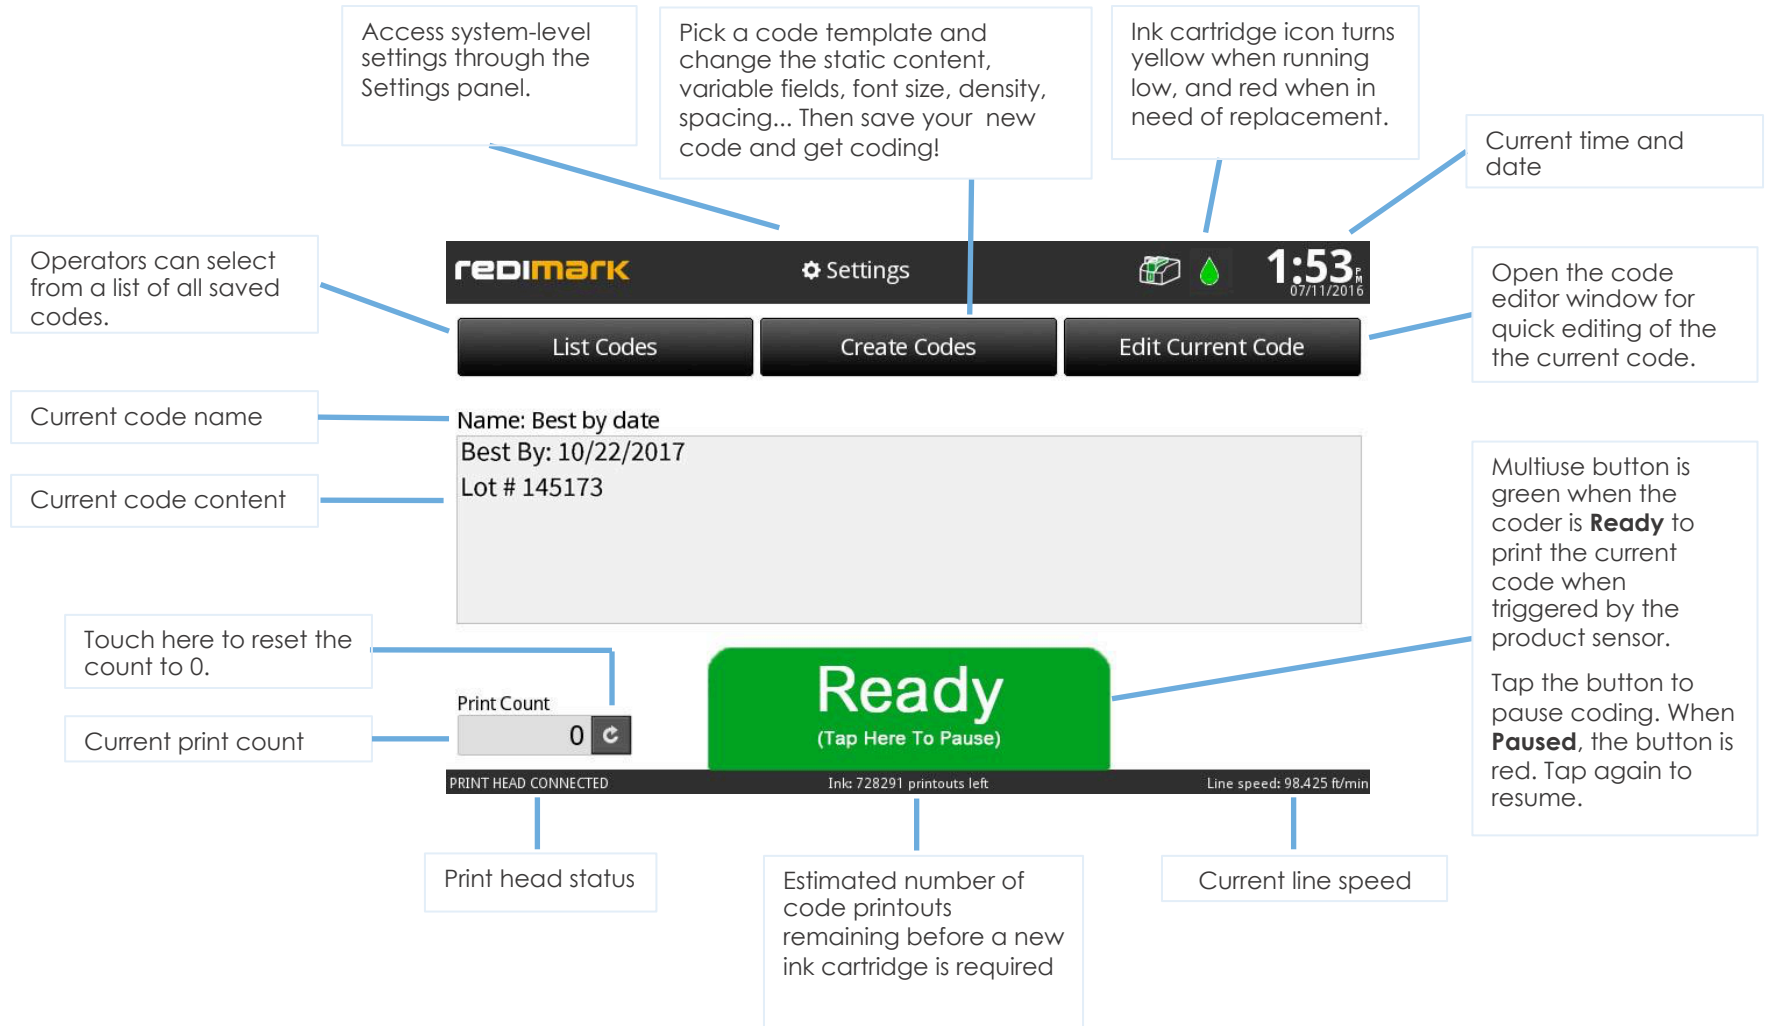 Access system-level
settings through the
Settings panel.
Pick a code template and
change the static content,
variable fields, font size, density,
spacing... Then save your new
code and get coding!
Ink cartridge icon turns
yellow when running
low, and red when in
need of replacement.
Current time and
date
Operators can select
from a list of all saved
codes.
redimark
Settings
1:53 PM
07/11/2016
Open the code
editor window for
quick editing of the
the current code.
List Codes
Create Codes
Edit Current Code
Current code name
Name: Best by date
Current code content
Best By: 10/22/2017
Lot # 145173
Multiuse button is
green when the
coder is Ready to
print the current
code when
triggered by the
product sensor.
Tap the button to
pause coding. When
Paused, the button is
red. Tap again to
resume.
Touch here to reset the
count to 0.
Current print count
Print Count
0
Ready
(Tap Here To Pause)
PRINT HEAD CONNECTED
Ink: 728291 printouts left
Line speed: 98.425 ft/min
Print head status
Estimated number of
code printouts
remaining before a new
ink cartridge is required
Current line speed